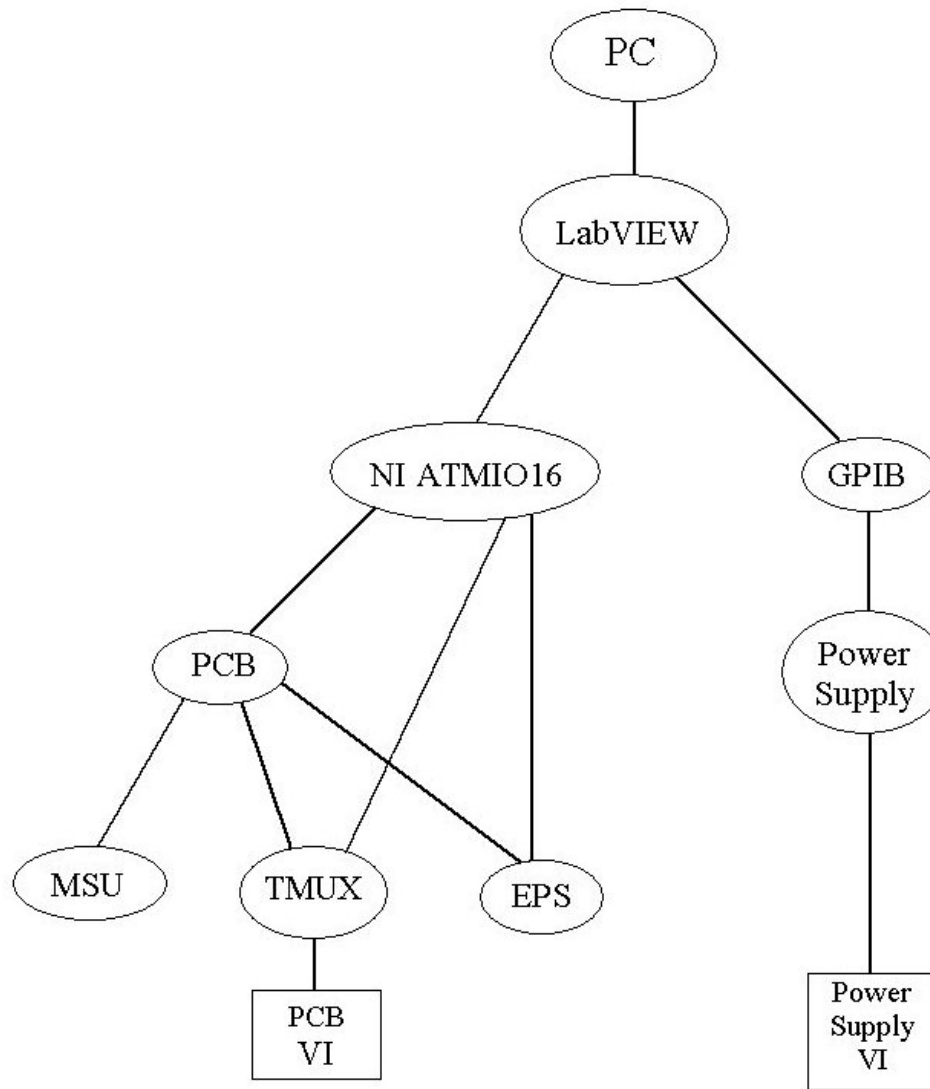 PC
LabVIEW
NI ATMIO16
GPIB
PCB
Power
Supply
MSU
TMUX
EPS
PCB
VI
Power
Supply
VI